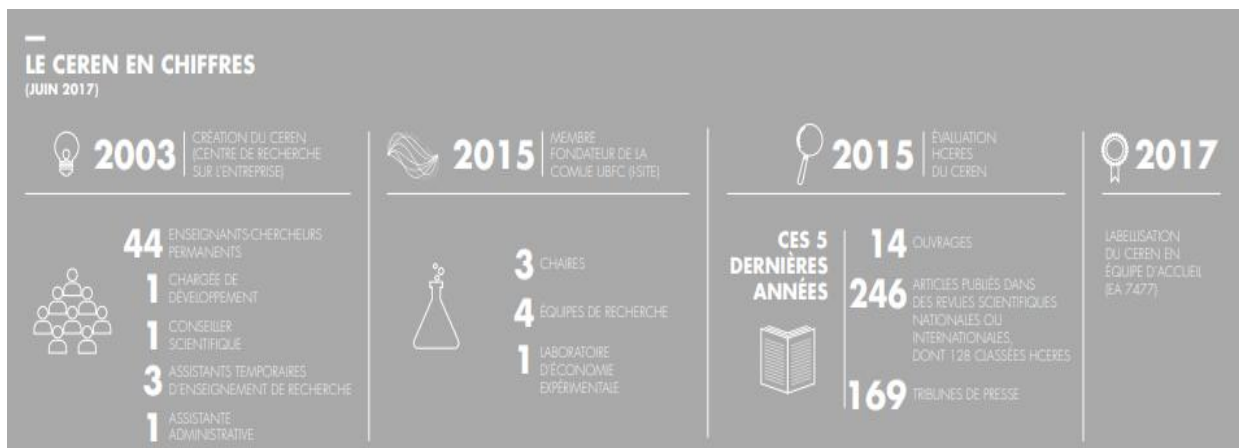 LE CEREN EN CHIFFRES
(JUIN 2017)
2003
CRÉATION DU CEREN
(CENTRE DE RECHERCHE
SUR L'ENTREPRISE)
44 ENSEIGNANTS-CHERCHEURS
PERMANENTS
1 CHARGÉE DE
DÉVELOPPEMENT
1 CONSEILLER
SCIENTIFIQUE
3 ASSISTANTS TEMPORAIRES
D'ENSEIGNEMENT DE RECHERCHE
1 ASSISTANTE
ADMINISTRATIVE
2015
MEMBRE
FONDATEUR DE LA
COMUE UBFC (I-SITE)
3 CHAIRES
4 ÉQUIPES DE RECHERCHE
1 LABORATOIRE
D'ÉCONOMIE
EXPÉRIMENTALE
2015
ÉVALUATION
HCERES
DU CEREN
CES 5
DERNIÈRES
ANNÉES
14 OUVRAGES
246 ARTICLES PUBLIÉS DANS
DES REVUES SCIENTIFIQUES
NATIONALES OU
INTERNATIONALES,
DONT 128 CLASSÉES HCERES
169 TRIBUNES DE PRESSE
2017
LABELLISATION
DU CEREN EN
ÉQUIPE D'ACCUEIL
(EA 7477)